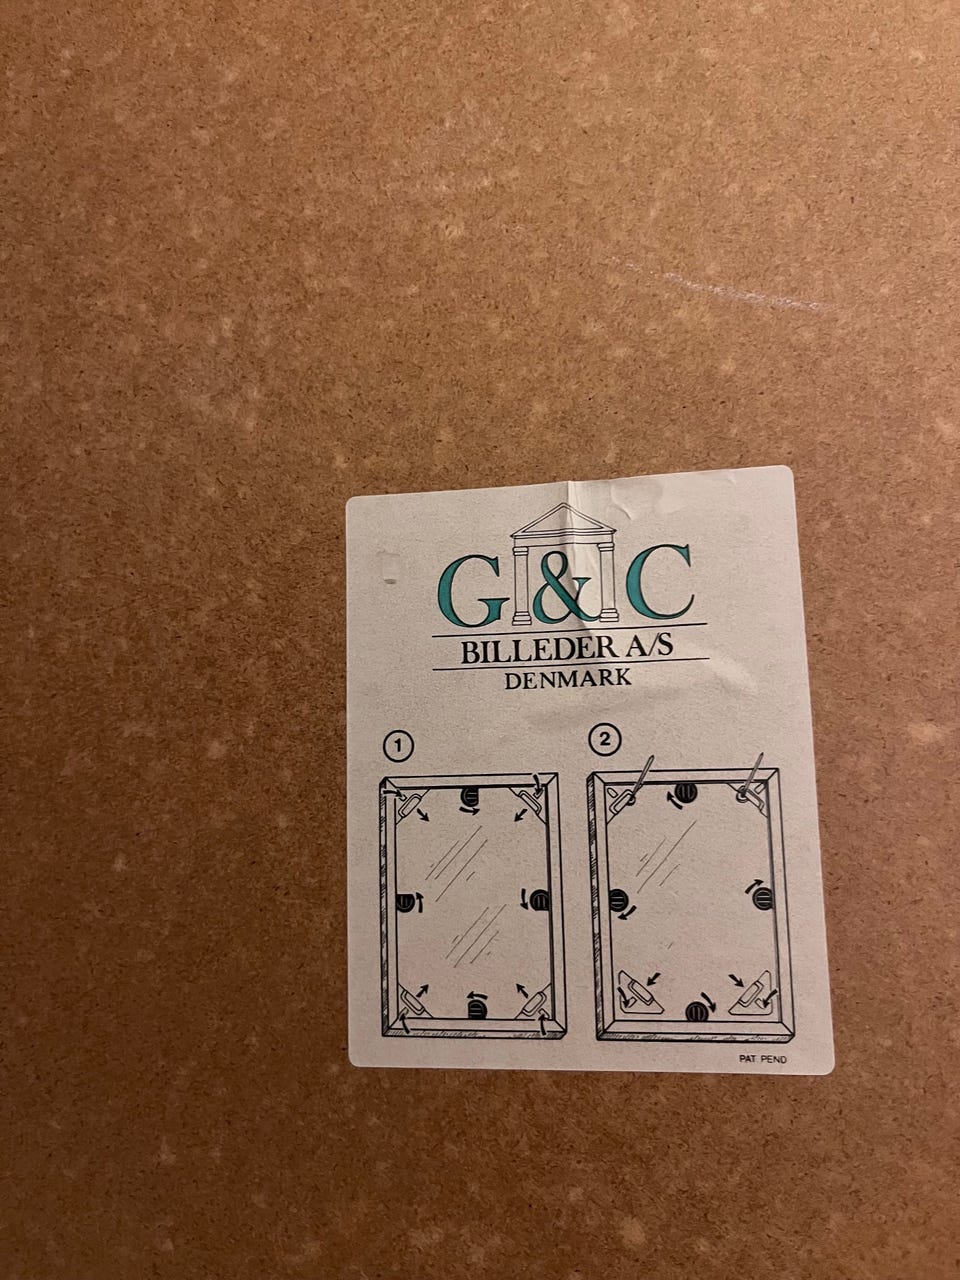 G&C
BILLEDER A/S
DENMARK
1
2
PAT PEND